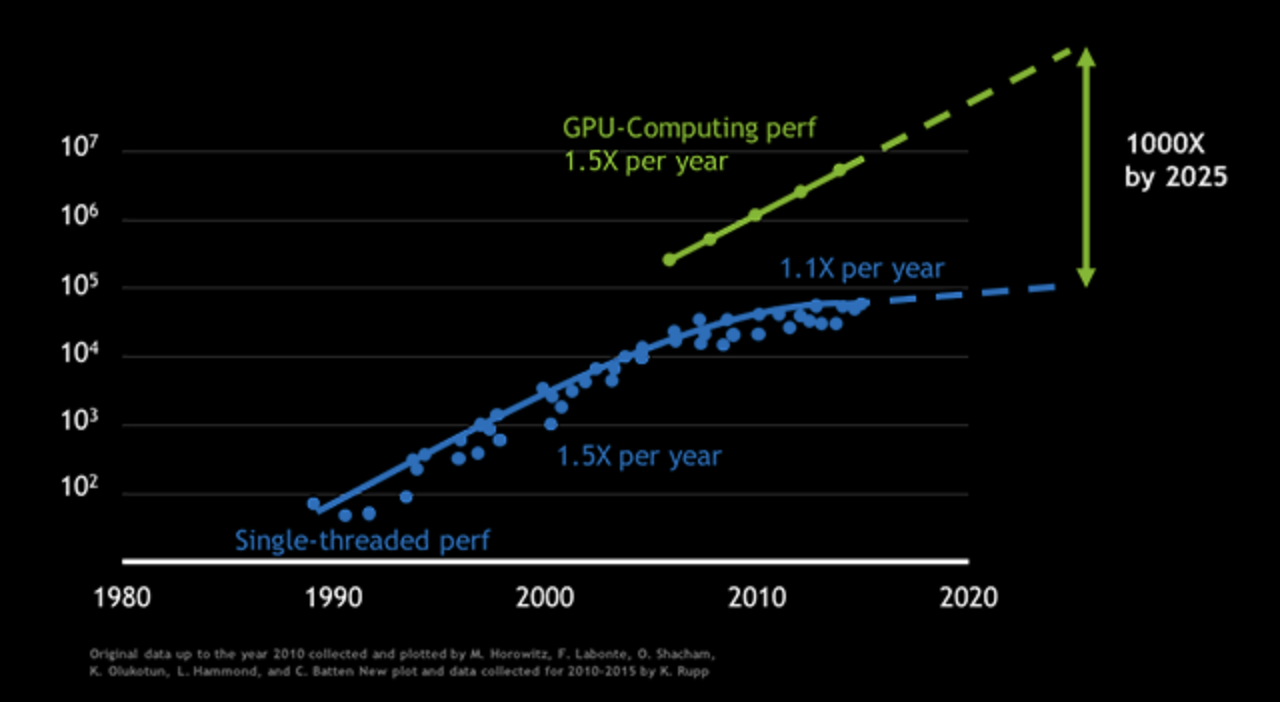 GPU-Computing perf
1.5X per year
1000X
by 2025
10⁷
10⁶
1.1X per year
10⁵
10⁴
10³
1.5X per year
10²
Single-threaded perf
1980 1990 2000 2010 2020
Original data up to the year 2010 collected and plotted by M. Horowitz, F. Labonte, O. Shacham,
K. Olukotun, L. Hammond, and C. Batten New plot and data collected for 2010-2015 by K. Rupp